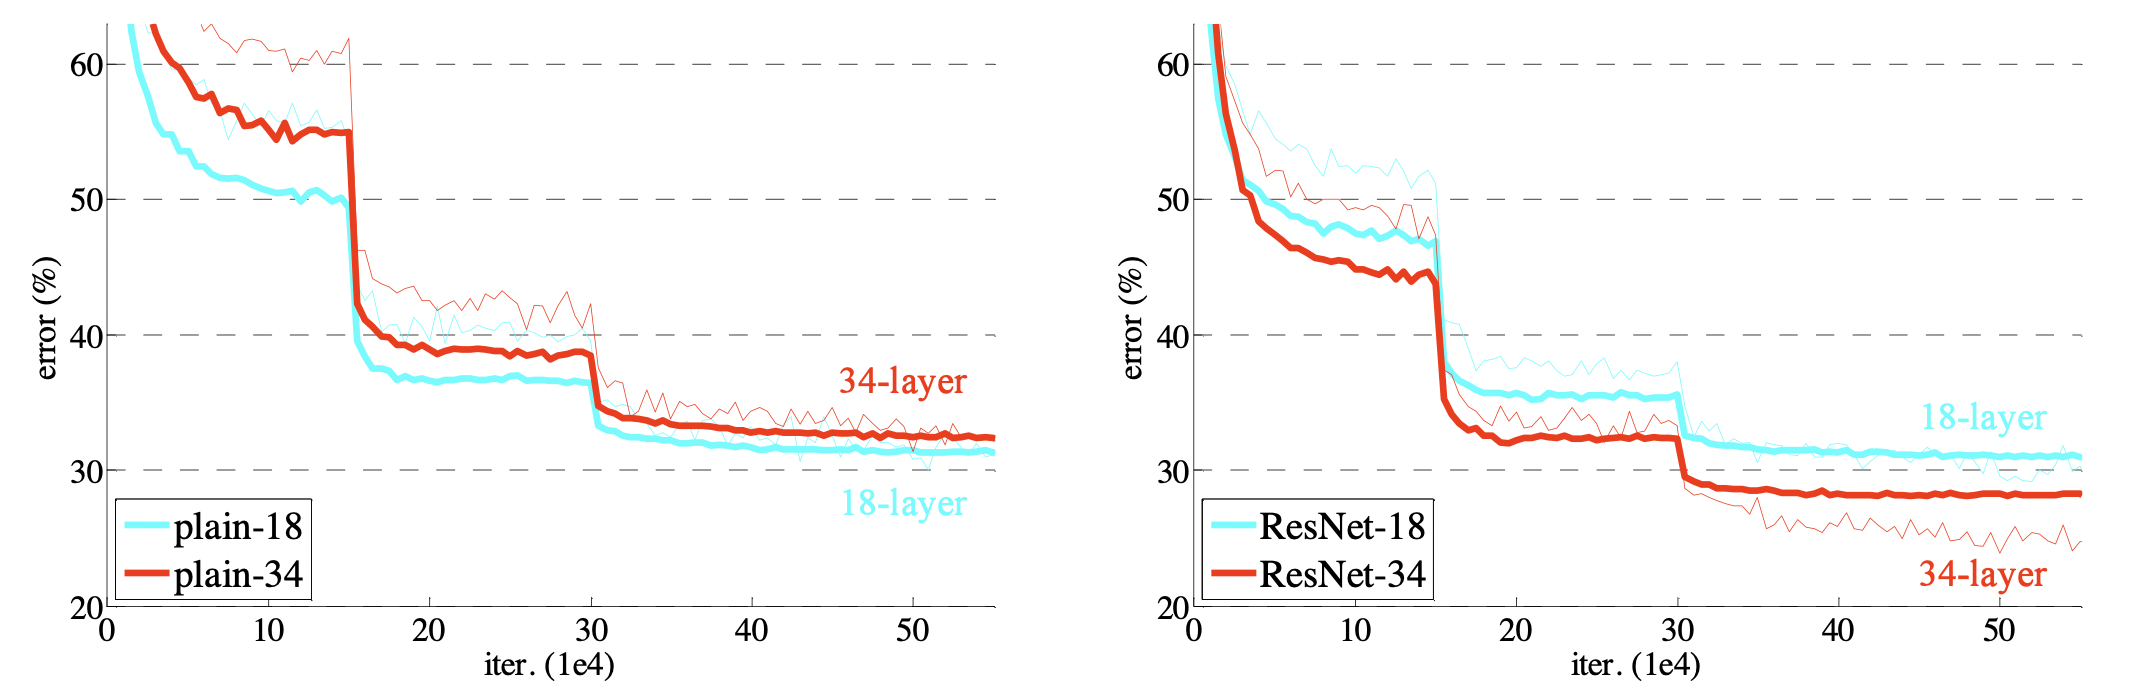 60
50
40
30
20
error (%)
34-layer
18-layer
plain-18
plain-34
0 10 20 30 40 50
iter. (1e4)
60
50
40
30
20
error (%)
18-layer
34-layer
ResNet-18
ResNet-34
0 10 20 30 40 50
iter. (1e4)